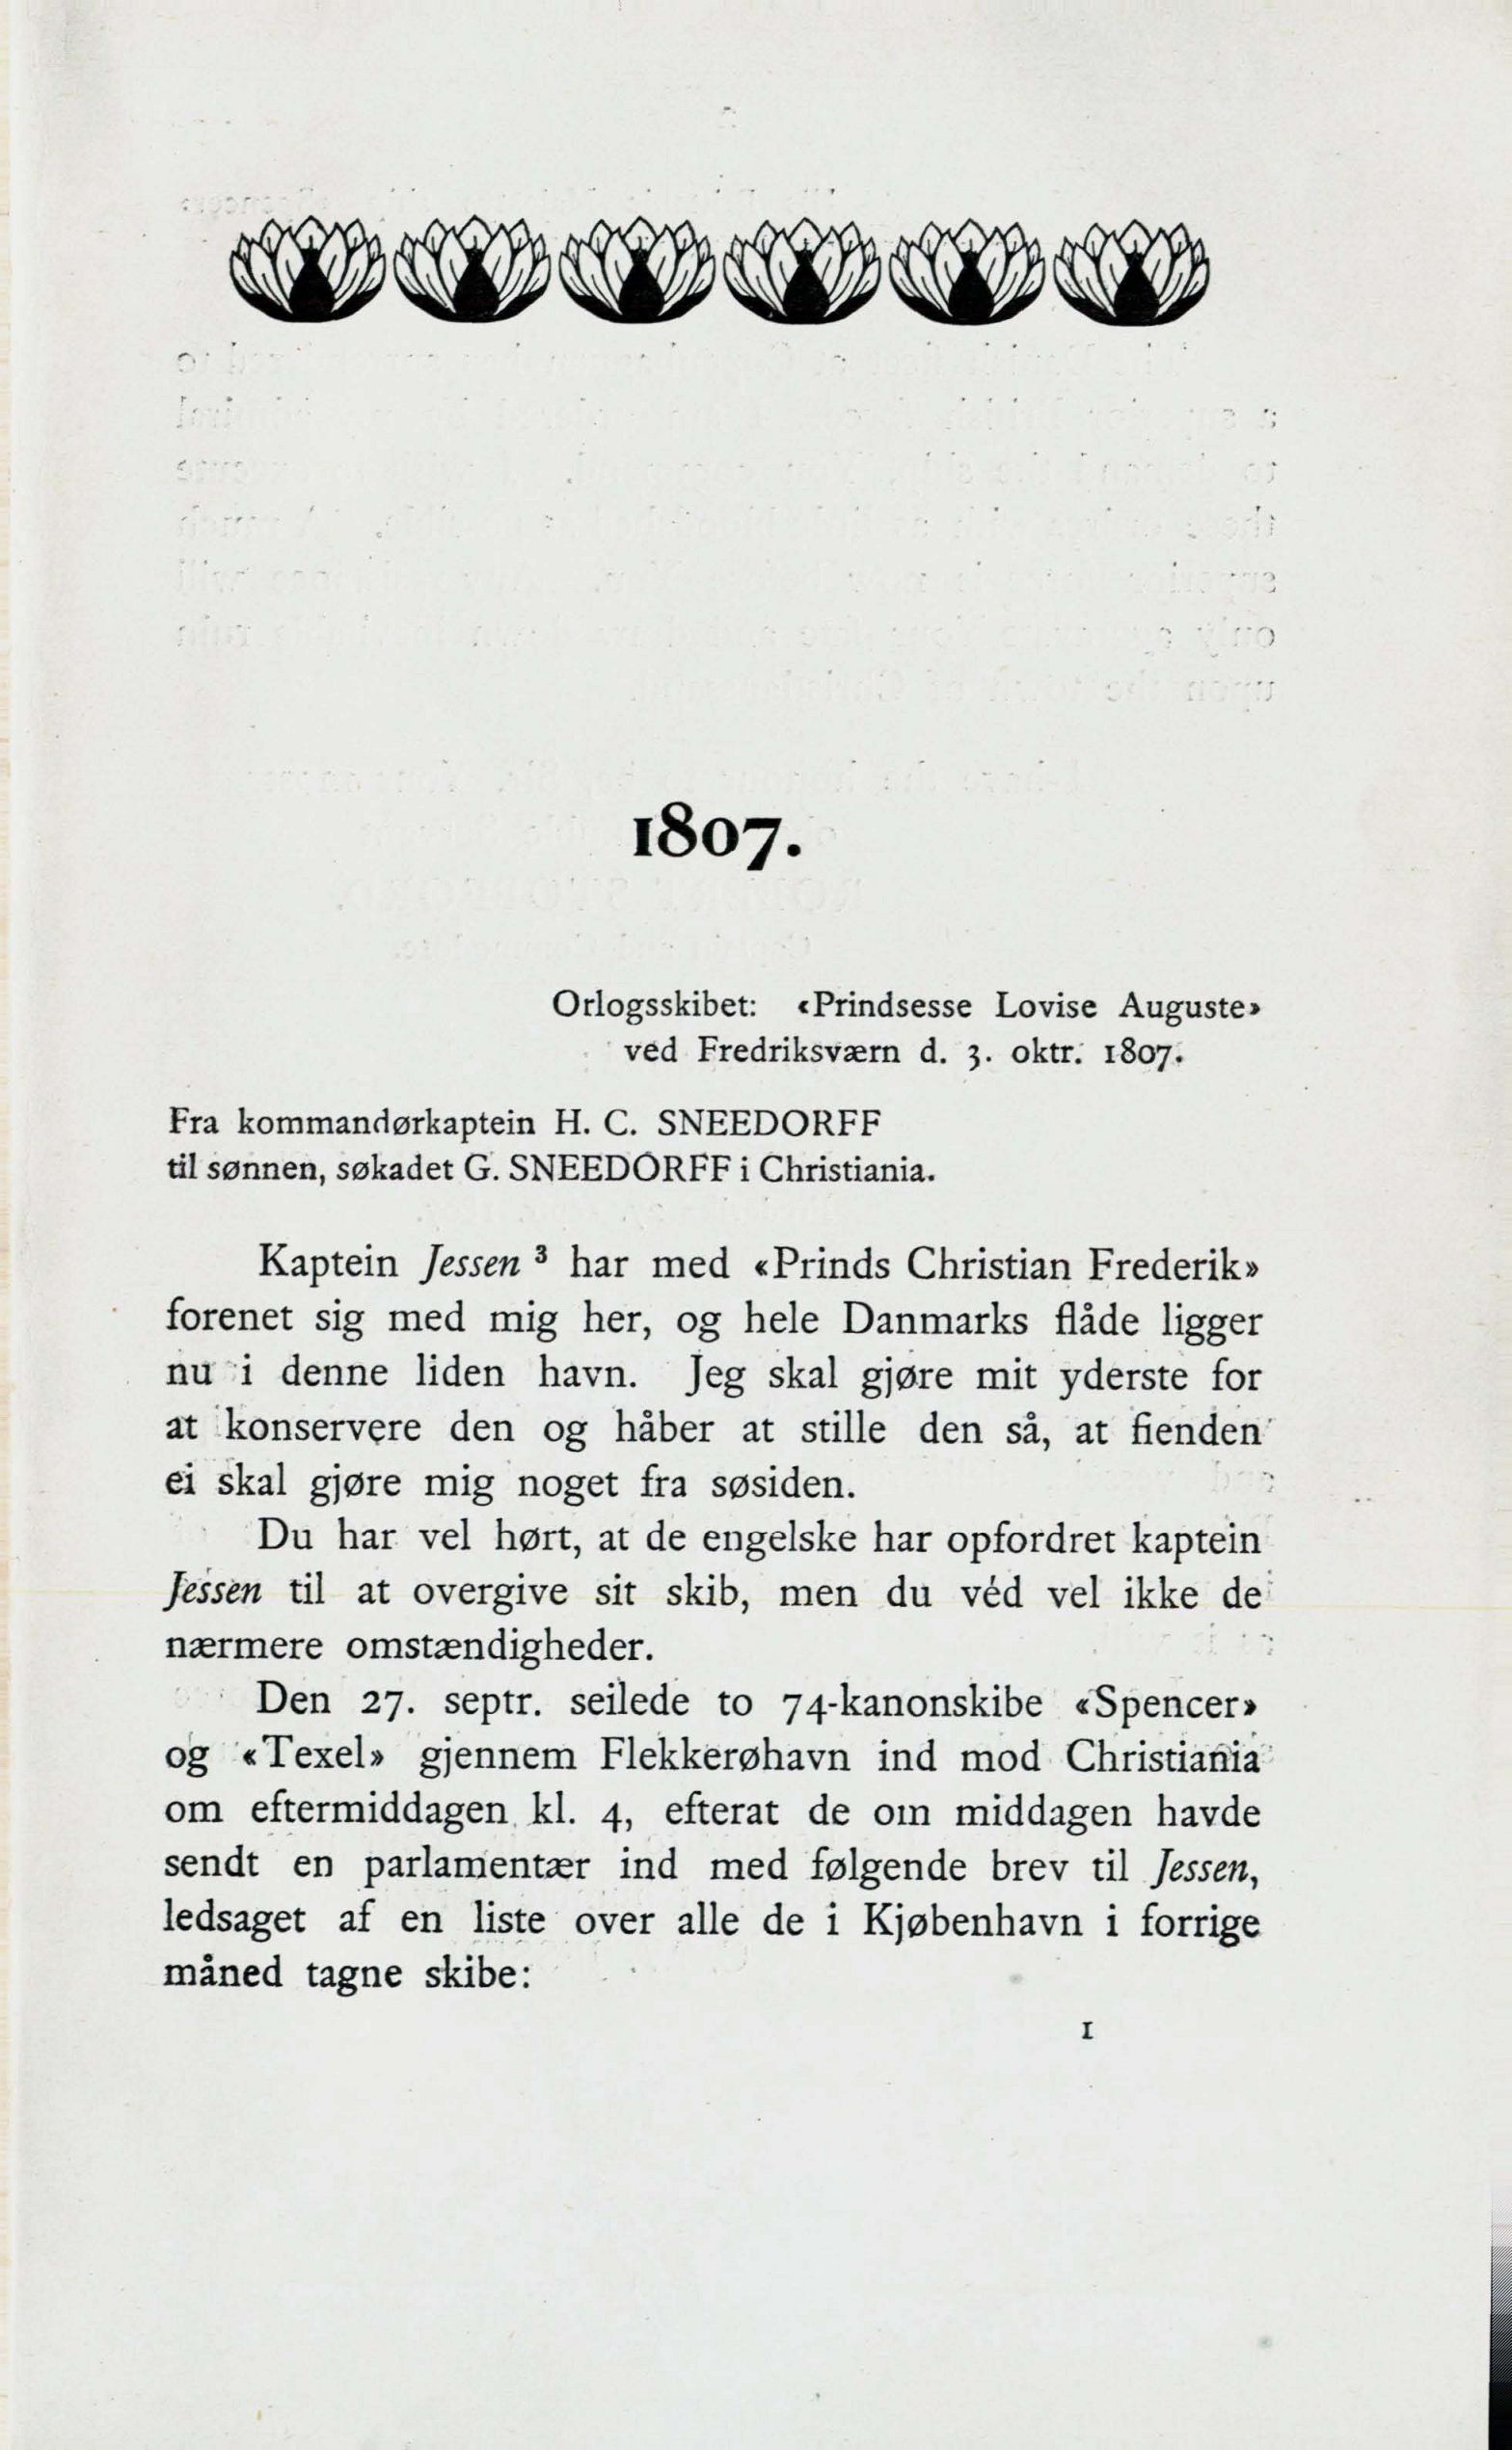 1807.
Orlogsskibet: «Prindsesse Lovise Auguste»
ved Fredriksværn d. 3. oktr. 1807.
Fra kommandørkaptein H. C. SNEEDORFF
til sønnen, søkadet G. SNEEDORFF i Christiania.
Kaptein Jessen ³ har med «Prinds Christian Frederik»
forenet sig med mig her, og hele Danmarks flåde ligger
nu i denne liden havn. Jeg skal gjøre mit yderste for
at konservere den og håber at stille den så, at fienden
ei skal gjøre mig noget fra søsiden.
Du har vel hørt, at de engelske har opfordret kaptein
Jessen til at overgive sit skib, men du véd vel ikke de
nærmere omstændigheder.
Den 27. septr. seilede to 74-kanonskibe «Spencer»
og «Texel» gjennem Flekkerøhavn ind mod Christiania
om eftermiddagen kl. 4, efterat de om middagen havde
sendt en parlamentær ind med følgende brev til Jessen,
ledsaget af en liste over alle de i Kjøbenhavn i forrige
måned tagne skibe:
1